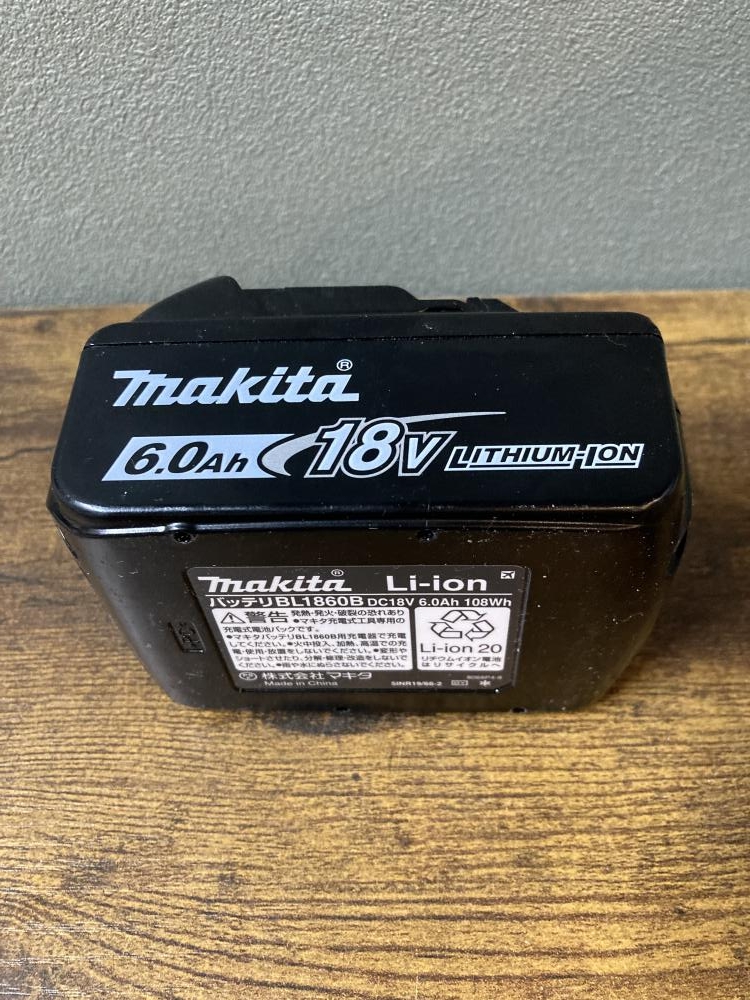 makita®
6.0Ah 18V LITHIUM-ION
makita® Li-ion
バッテリBL1860B DC18V 6.0Ah 108Wh
警告 発熱・発火・破裂の恐れあり
•マキタ充電式工具専用の
充電式電池パックです。
•マキタバッテリBL1860B用充電器で充電
してください。•火中投入、加熱、高温での充
電・使用・放置をしないでください。•変形や
ショートさせたり、分解・修理・改造をしないで
ください。•雨や水にぬらさないでください。
株式会社マキタ
Made in China
5INR19/66-2
Li-ion 20
リチウムイオン電池
はリサイクルへ